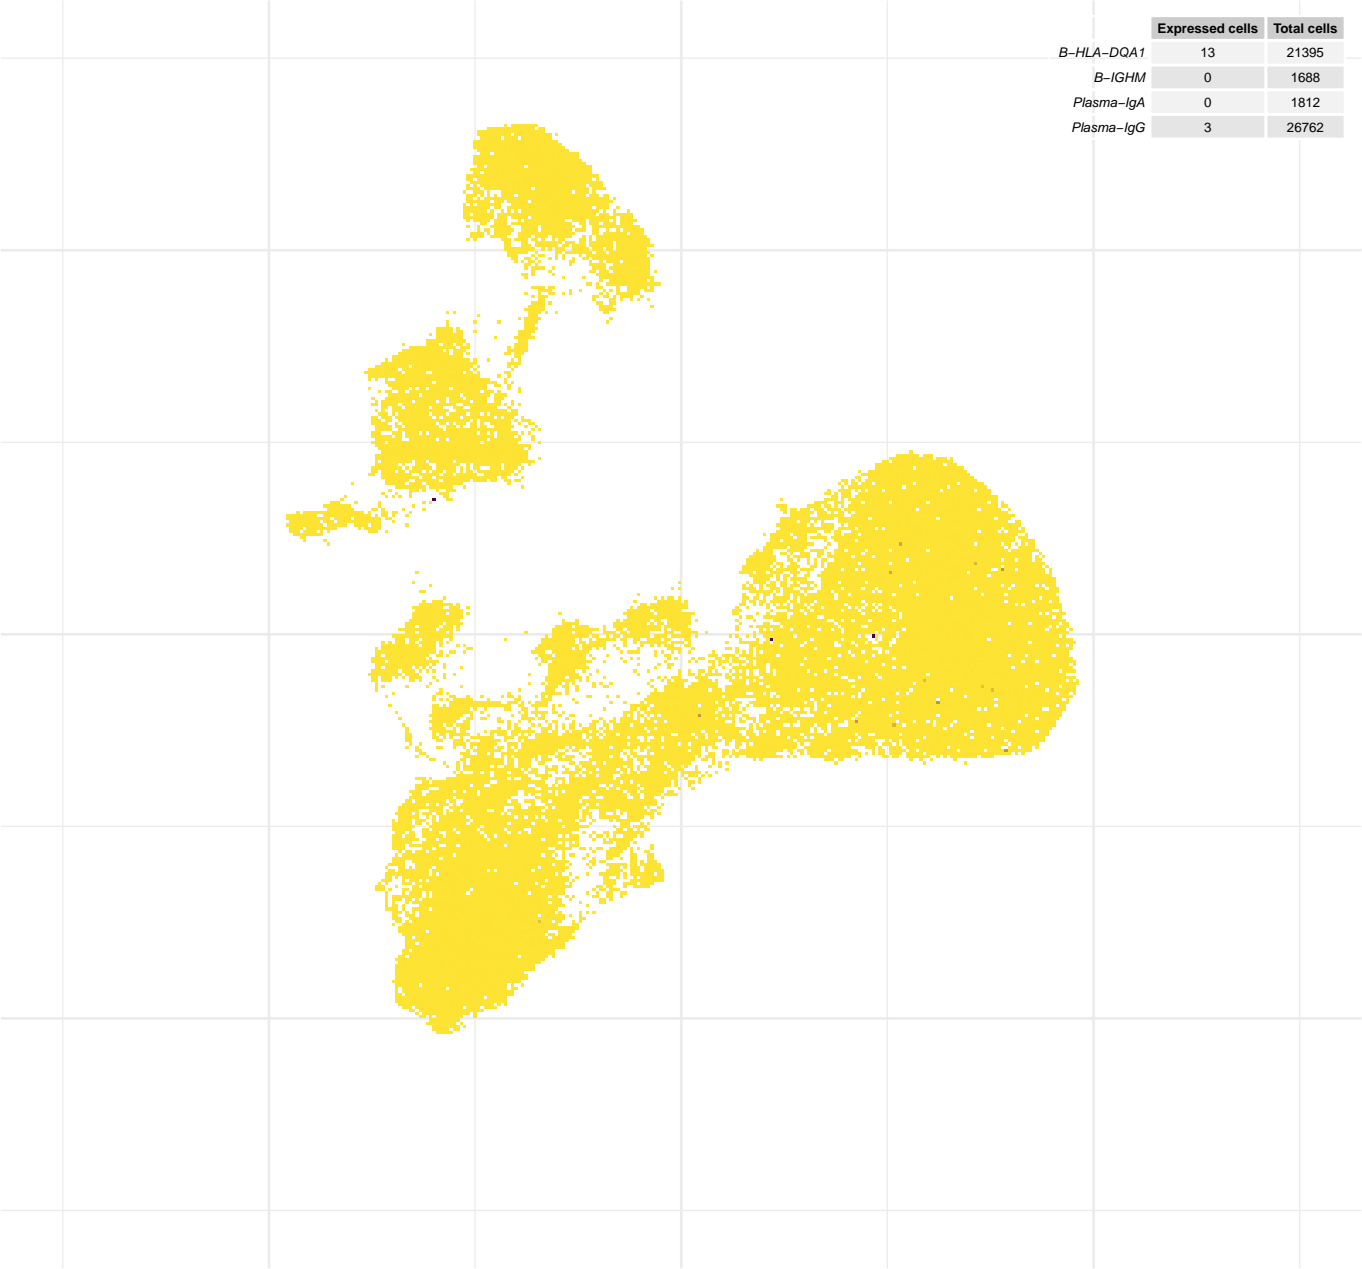 Expressed cells Total cells
B−HLA−DQA1 13 21395
B−IGHM 0 1688
Plasma−IgA 0 1812
Plasma−IgG 3 26762